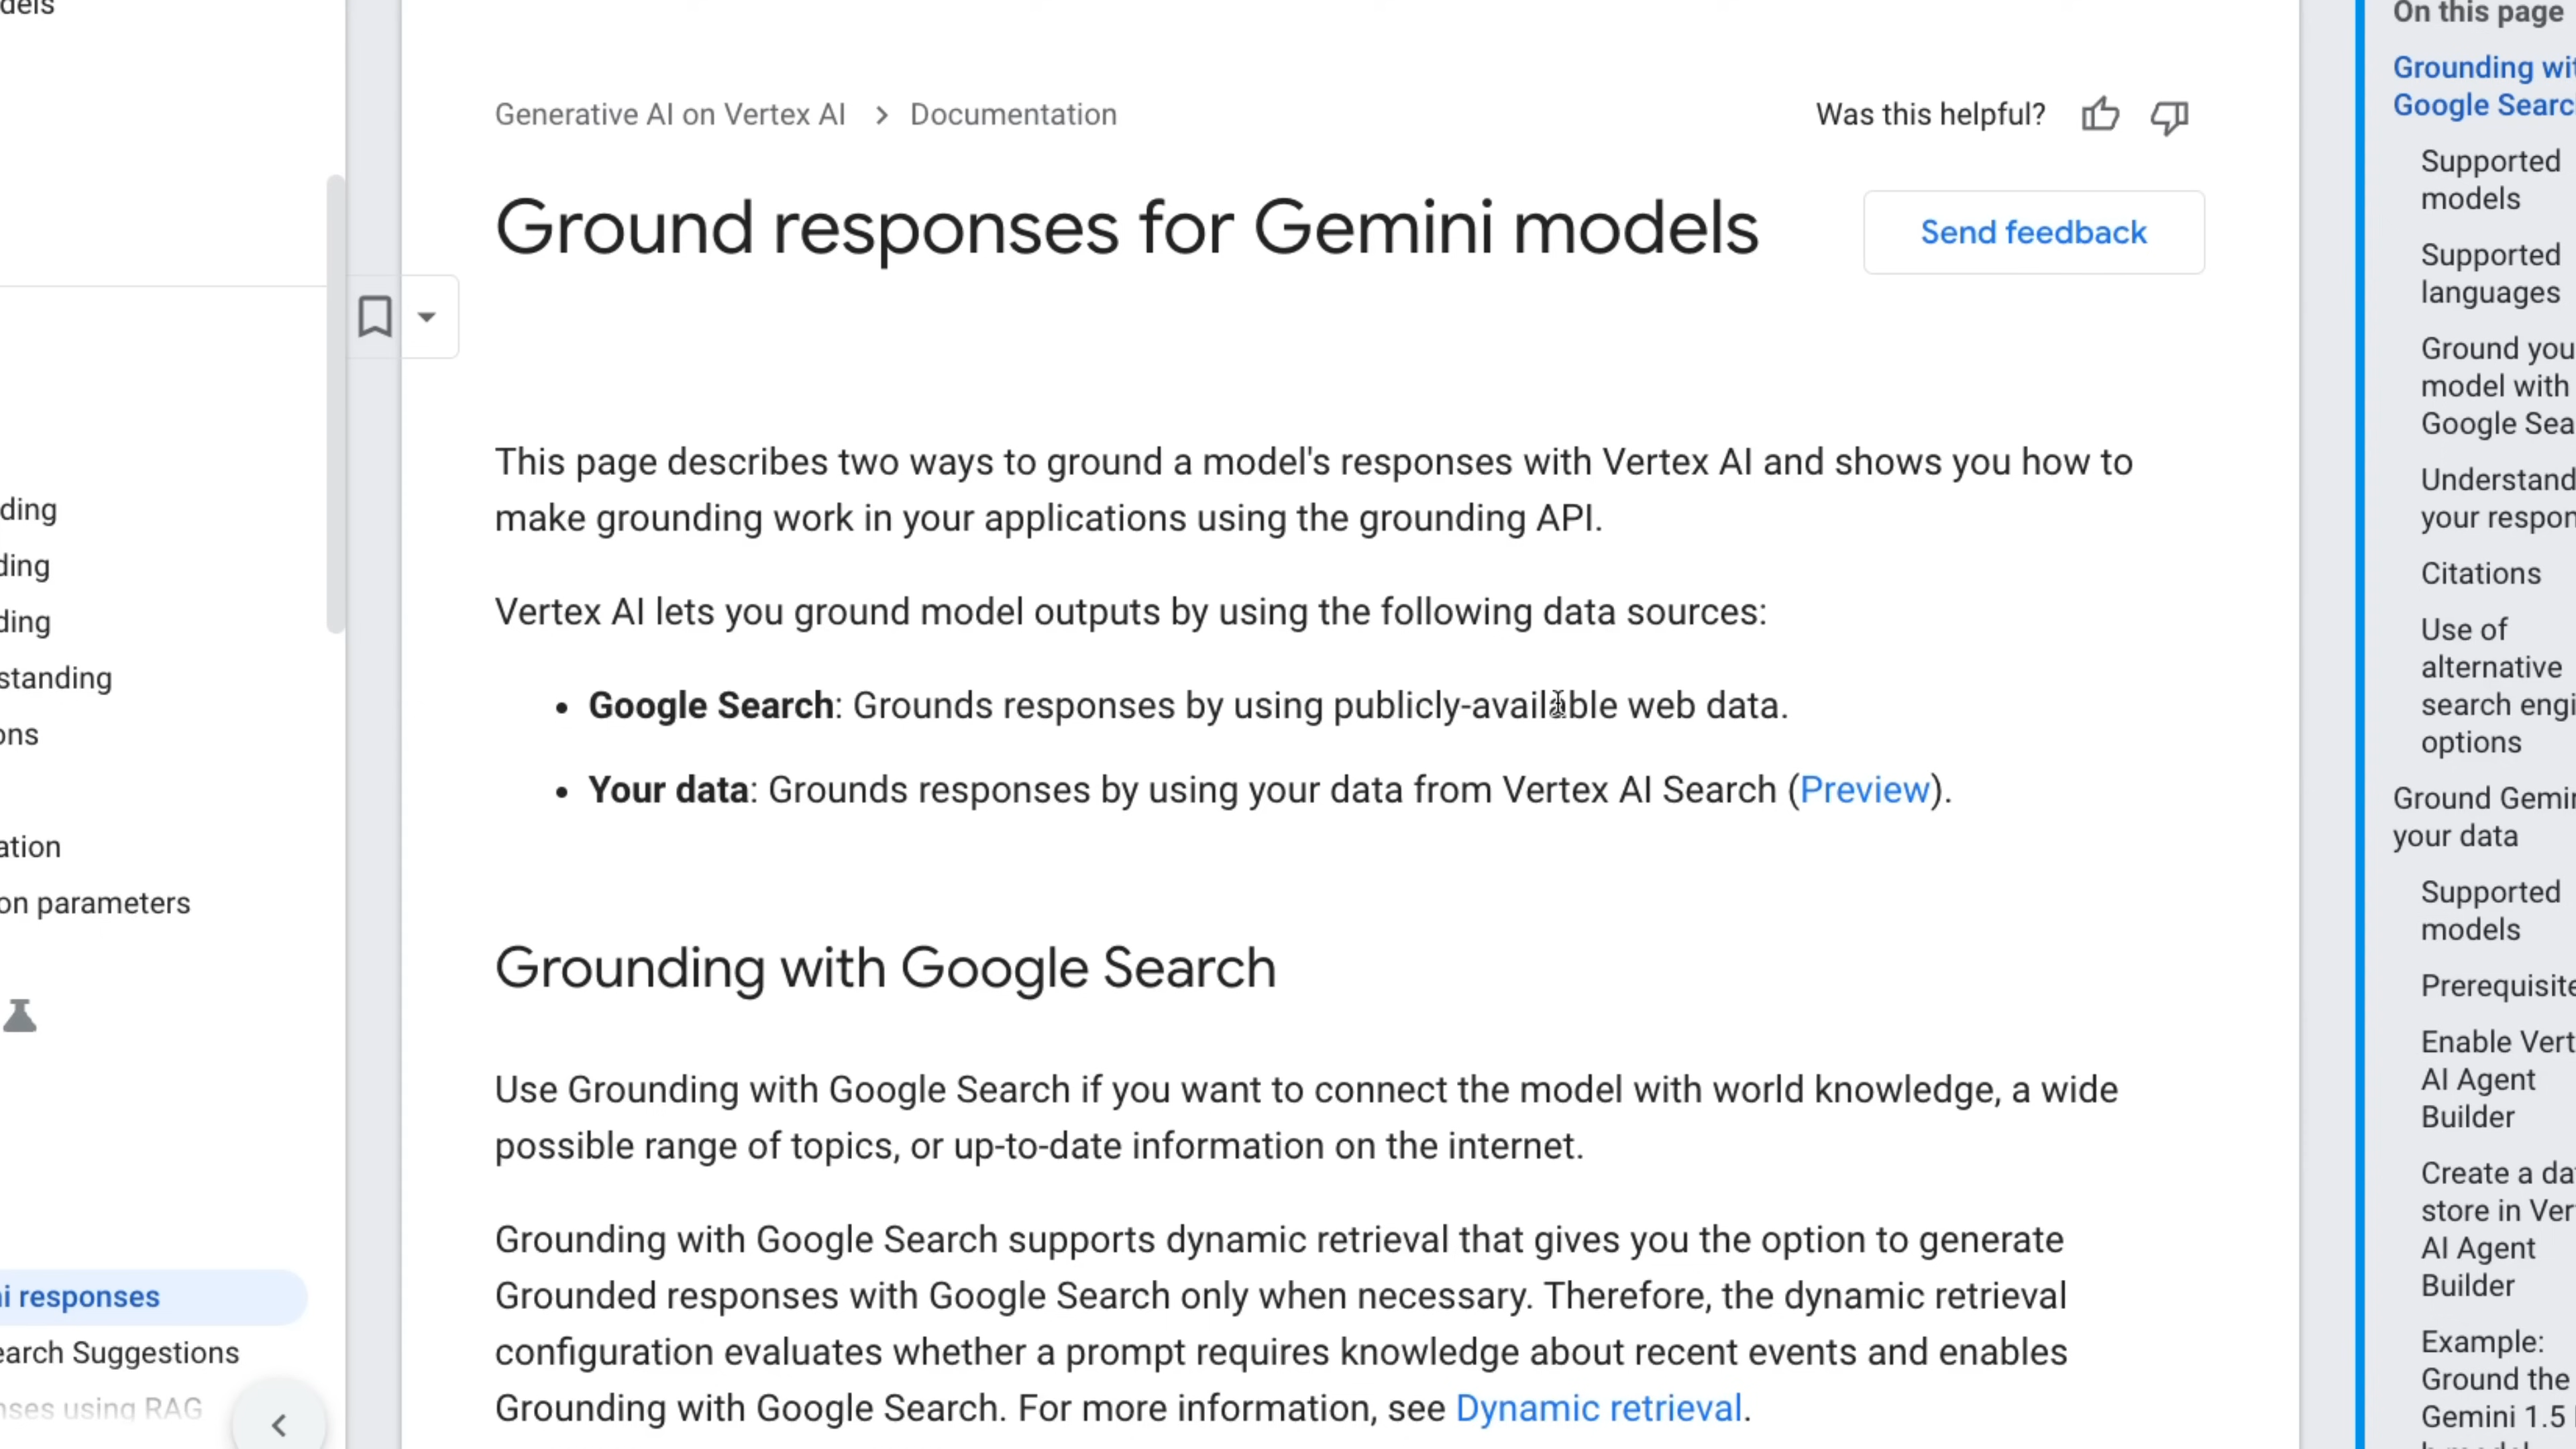 dels
ding
ding
ding
standing
ons
ation
on parameters
ni responses
earch Suggestions
nses using RAG
Generative AI on Vertex AI > Documentation
Was this helpful?
Ground responses for Gemini models
Send feedback
This page describes two ways to ground a model's responses with Vertex AI and shows you how to
make grounding work in your applications using the grounding API.
Vertex AI lets you ground model outputs by using the following data sources:
• Google Search: Grounds responses by using publicly-available web data.
• Your data: Grounds responses by using your data from Vertex AI Search (Preview).
Grounding with Google Search
Use Grounding with Google Search if you want to connect the model with world knowledge, a wide
possible range of topics, or up-to-date information on the internet.
Grounding with Google Search supports dynamic retrieval that gives you the option to generate
Grounded responses with Google Search only when necessary. Therefore, the dynamic retrieval
configuration evaluates whether a prompt requires knowledge about recent events and enables
Grounding with Google Search. For more information, see Dynamic retrieval.
On this page
Grounding wit
Google Searc
Supported
models
Supported
languages
Ground you
model with
Google Sea
Understand
your respon
Citations
Use of
alternative
search engi
options
Ground Gemin
your data
Supported
models
Prerequisite
Enable Vert
AI Agent
Builder
Create a da
store in Ver
AI Agent
Builder
Example:
Ground the
Gemini 1.5